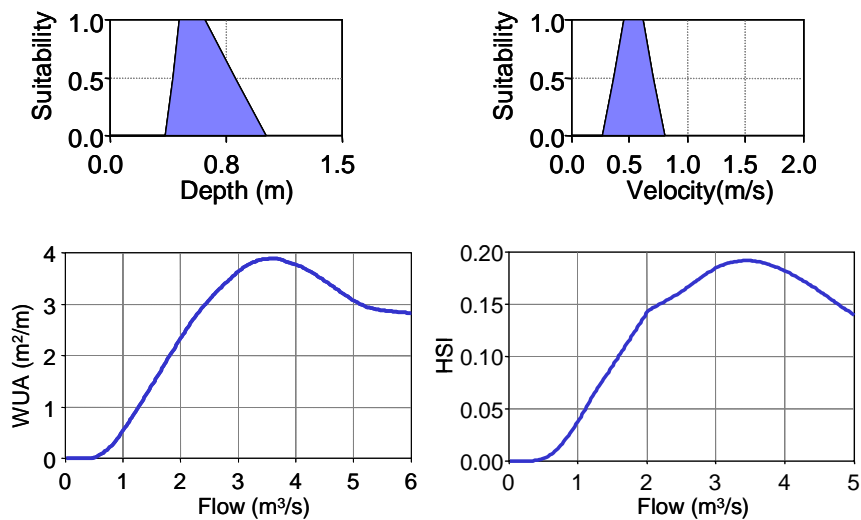 Suitability
1.0
0.5
0.0
0.0 0.8 1.5
Depth (m)
Suitability
1.0
0.5
0.0
0.0 0.5 1.0 1.5 2.0
Velocity(m/s)
WUA (m²/m)
4
3
2
1
0
0 1 2 3 4 5 6
Flow (m³/s)
HSI
0.20
0.15
0.10
0.05
0.00
0 1 2 3 4 5
Flow (m³/s)